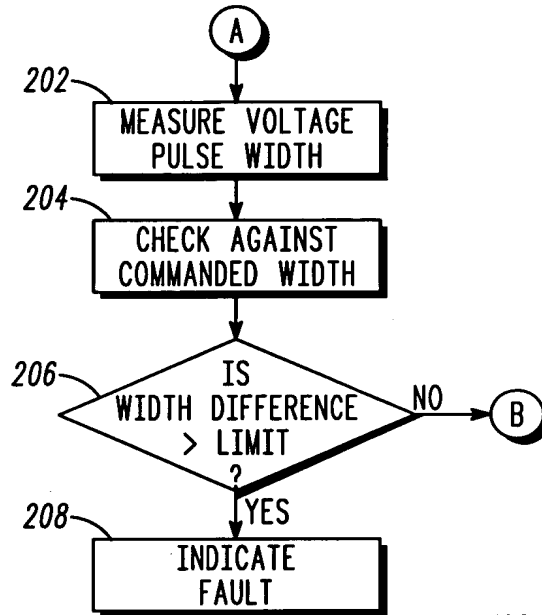 A
202
MEASURE VOLTAGE
PULSE WIDTH
204
CHECK AGAINST
COMMANDED WIDTH
206
IS
WIDTH DIFFERENCE
> LIMIT
?
NO
B
YES
208
INDICATE
FAULT